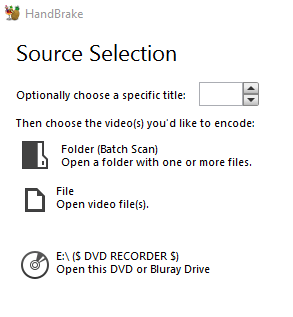 HandBrake
Source Selection
Optionally choose a specific title:
Then choose the video(s) you'd like to encode:
Folder (Batch Scan)
Open a folder with one or more files.
File
Open video file(s).
E:\ ($ DVD RECORDER $)
Open this DVD or Bluray Drive